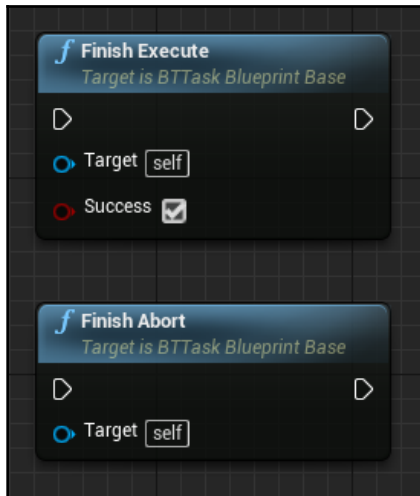 f Finish Execute
Target is BTTask Blueprint Base
Target self
Success
f Finish Abort
Target is BTTask Blueprint Base
Target self